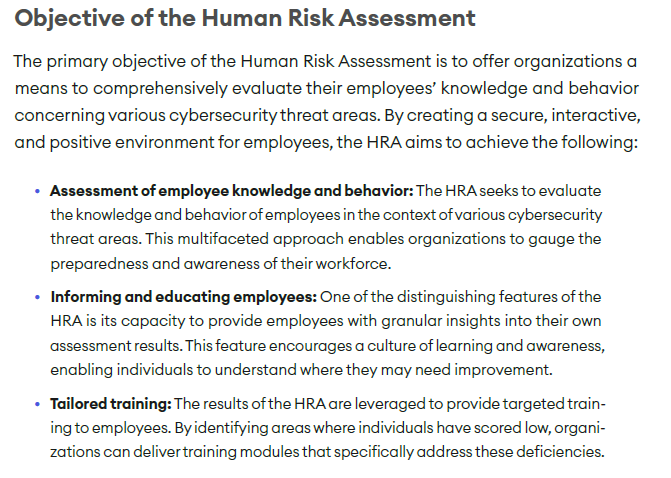 Objective of the Human Risk Assessment
The primary objective of the Human Risk Assessment is to offer organizations a
means to comprehensively evaluate their employees’ knowledge and behavior
concerning various cybersecurity threat areas. By creating a secure, interactive,
and positive environment for employees, the HRA aims to achieve the following:
• Assessment of employee knowledge and behavior: The HRA seeks to evaluate
the knowledge and behavior of employees in the context of various cybersecurity
threat areas. This multifaceted approach enables organizations to gauge the
preparedness and awareness of their workforce.
• Informing and educating employees: One of the distinguishing features of the
HRA is its capacity to provide employees with granular insights into their own
assessment results. This feature encourages a culture of learning and awareness,
enabling individuals to understand where they may need improvement.
• Tailored training: The results of the HRA are leveraged to provide targeted train-
ing to employees. By identifying areas where individuals have scored low, organi-
zations can deliver training modules that specifically address these deficiencies.